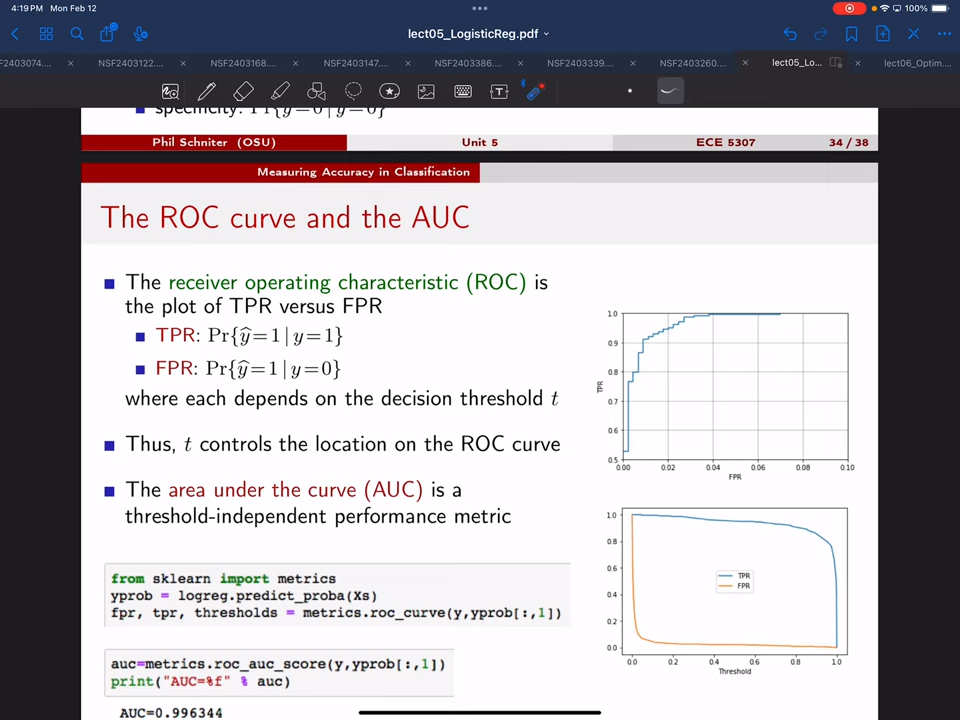 4:19 PM Mon Feb 12
100%
lect05_LogisticReg.pdf
F2403074....
NSF2403122....
NSF2403168....
NSF2403147....
NSF2403386....
NSF2403339....
NSF2403260....
lect05_Lo...
lect06_Optim..
specificity: Pr{ŷ=0 | y=0}
Phil Schniter (OSU)
Unit 5
ECE 5307
34 / 38
Measuring Accuracy in Classification
The ROC curve and the AUC
The receiver operating characteristic (ROC) is
the plot of TPR versus FPR
TPR: Pr{ŷ=1 | y=1}
FPR: Pr{ŷ=1 | y=0}
where each depends on the decision threshold t
Thus, t controls the location on the ROC curve
The area under the curve (AUC) is a
threshold-independent performance metric
from sklearn import metrics
yprob = logreg.predict_proba(Xs)
fpr, tpr, thresholds = metrics.roc_curve(y,yprob[:,1])
auc=metrics.roc_auc_score(y,yprob[:,1])
print("AUC=%f" % auc)
AUC=0.996344
1.0
0.9
0.8
0.7
0.6
0.5
TPR
0.00 0.02 0.04 0.06 0.08 0.10
FPR
1.0
0.8
0.6
0.4
0.2
0.0
TPR
FPR
0.0 0.2 0.4 0.6 0.8 1.0
Threshold